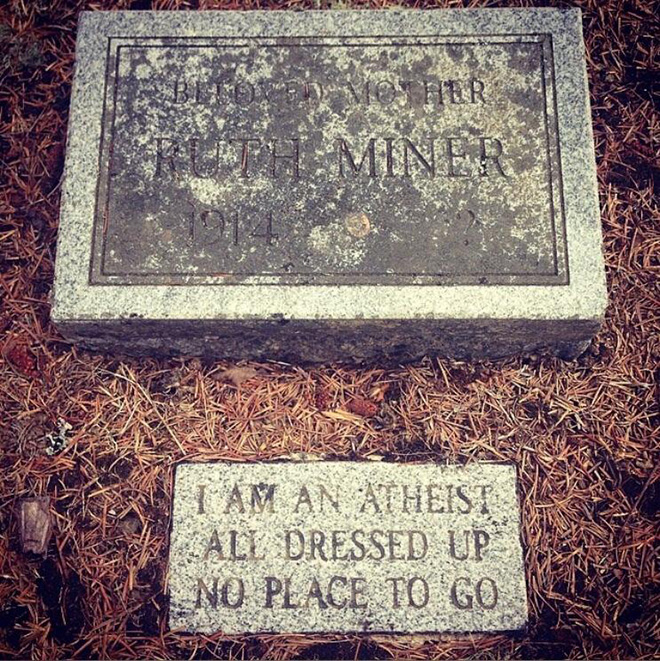 BELOVED MOTHER
RUTH MINER
1914 ?
I AM AN ATHEIST
ALL DRESSED UP
NO PLACE TO GO